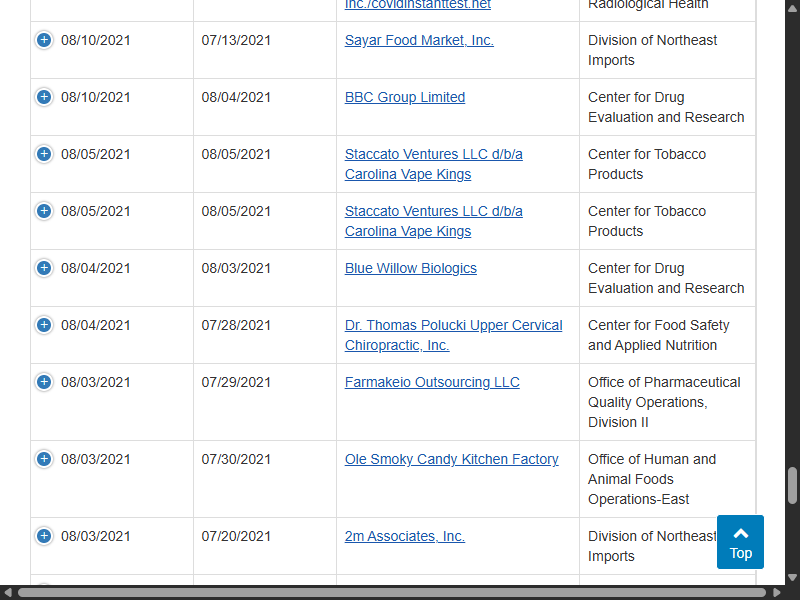 Inc./covidinstanttest.net
Radiological Health
08/10/2021 07/13/2021 Sayar Food Market, Inc. Division of Northeast
Imports
08/10/2021 08/04/2021 BBC Group Limited Center for Drug
Evaluation and Research
08/05/2021 08/05/2021 Staccato Ventures LLC d/b/a Center for Tobacco
Carolina Vape Kings Products
08/05/2021 08/05/2021 Staccato Ventures LLC d/b/a Center for Tobacco
Carolina Vape Kings Products
08/04/2021 08/03/2021 Blue Willow Biologics Center for Drug
Evaluation and Research
08/04/2021 07/28/2021 Dr. Thomas Polucki Upper Cervical Center for Food Safety
Chiropractic, Inc. and Applied Nutrition
08/03/2021 07/29/2021 Farmakeio Outsourcing LLC Office of Pharmaceutical
Quality Operations,
Division II
08/03/2021 07/30/2021 Ole Smoky Candy Kitchen Factory Office of Human and
Animal Foods
Operations-East
08/03/2021 07/20/2021 2m Associates, Inc. Division of Northeast
Imports
Top